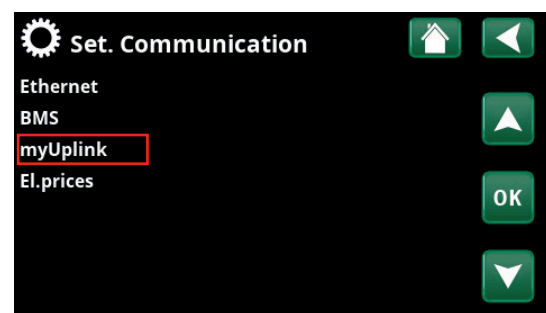 Set. Communication
Ethernet
BMS
myUplink
El.prices
OK